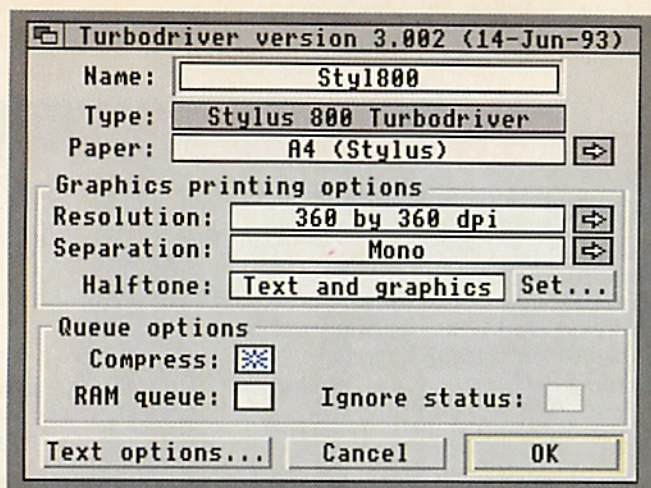 Turbodriver version 3.002 (14-Jun-93)
Name: Styl800
Type: Stylus 800 Turbodriver
Paper: A4 (Stylus)
Graphics printing options
Resolution: 360 by 360 dpi
Separation: Mono
Halftone: Text and graphics Set...
Queue options
Compress:
RAM queue: Ignore status:
Text options... Cancel OK